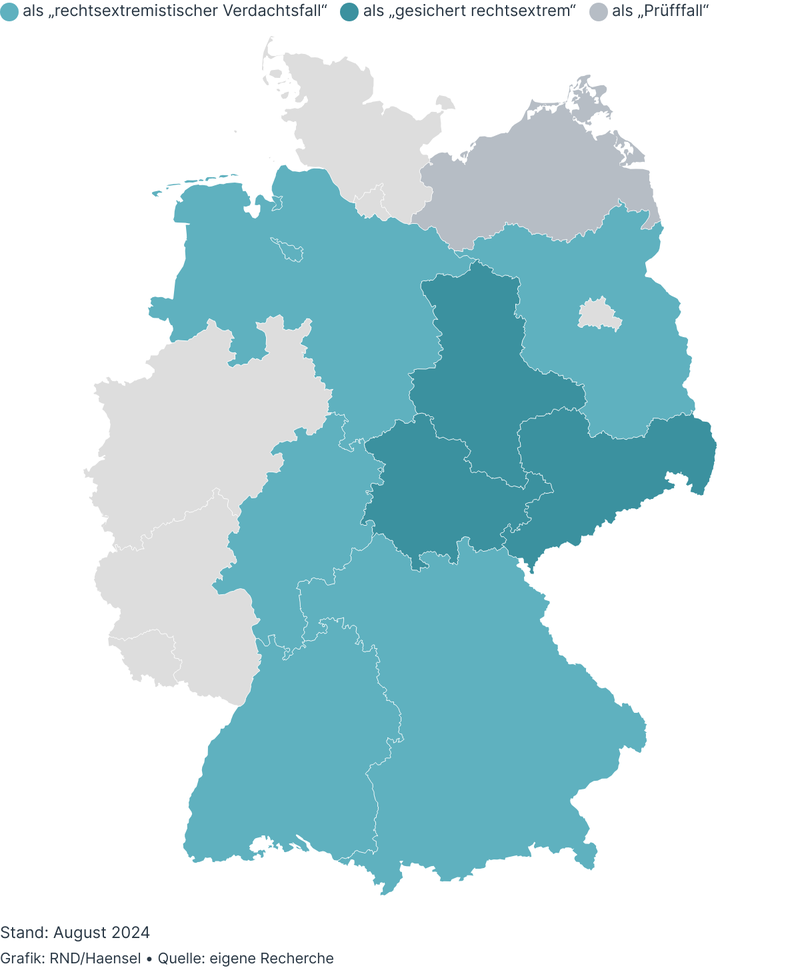 als „rechtsextremistischer Verdachtsfall“ als „gesichert rechtsextrem“ als „Prüfffall“
Stand: August 2024
Grafik: RND/Haensel • Quelle: eigene Recherche